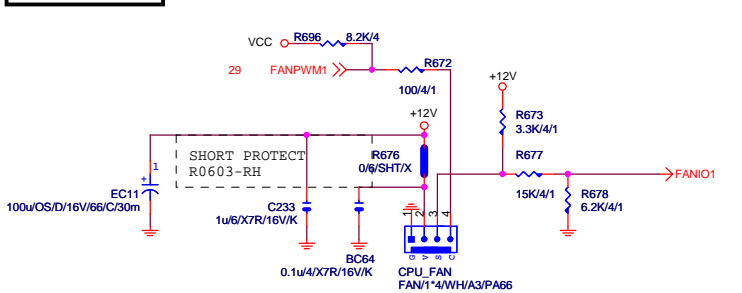 R696 8.2K/4
VCC
29 FANPWM1
R672
100/4/1
+12V
R673
3.3K/4/1
+12V
SHORT PROTECT
R0603-RH
R676
0/6/SHT/X
R677
15K/4/1
FANIO1
R678
6.2K/4/1
1
+
EC11
100u/OS/D/16V/66/C/30m
C233
1u/6/X7R/16V/K
BC64
0.1u/4/X7R/16V/K
1 2 3 4
G V S C
CPU_FAN
FAN/1*4/WH/A3/PA66